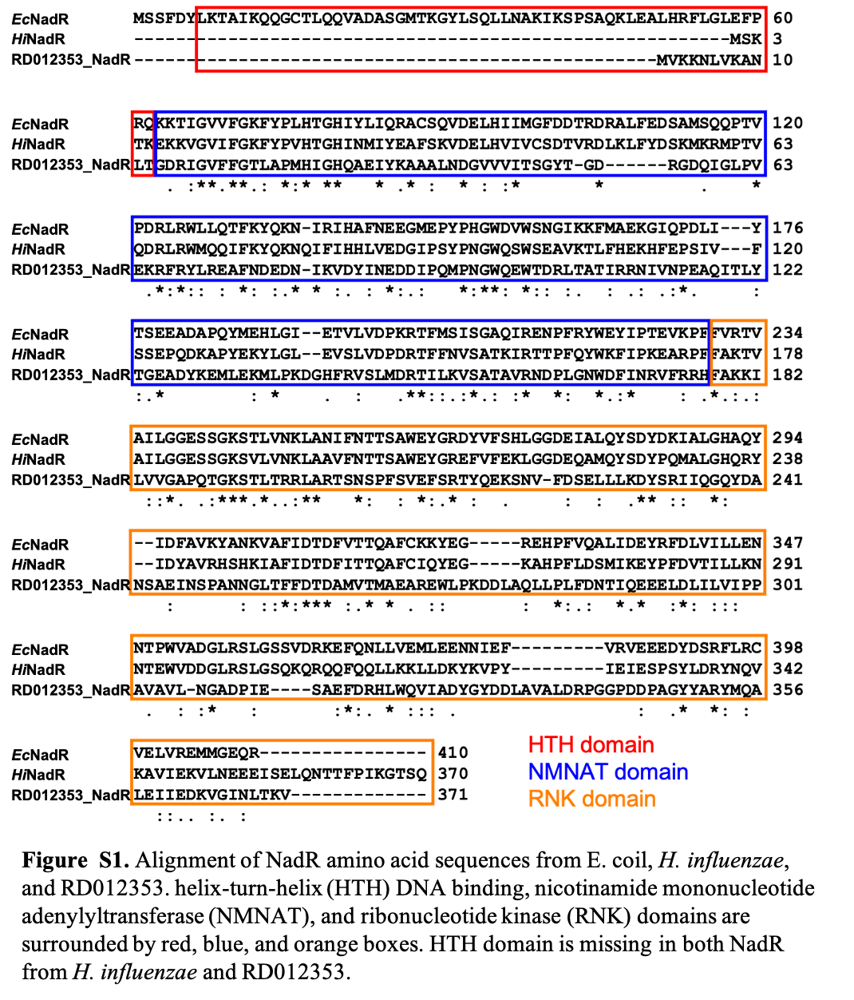 EcNadR MSSFDYLKTAIKQQGCTLQQVADASGMTKGYLSQLLNAKIKSPSAQKLEALHRFLGLEFP 60
HiNadR ---------------------------------------------------------MSK 3
RD012353_NadR --------------------------------------------------MVKKNLVKAN 10
EcNadR RQKKTIGVVFGKFYPLHTGHIYLIQRACSQVDELHIIMGFDDTRDRALFEDSAMSQQPTV 120
HiNadR TKEKKVGVIFGKFYPVHTGHINMIYEAFSKVDELHVIVCSDTVRDLKLFYDSKMKRMPTV 63
RD012353_NadR LTGDRIGVFFGTLAPMHIGHQAEIYKAAALNDGVVVITSGYT-GD------RGDQIGLPV 63
. :**.**.: *:* ** * .* : * : :* * . *
EcNadR PDRLRWLLQTFKYQKN-IRIHAFNEEGMEPYPHGWDVWSNGIKKFMAEKGIQPDLI---Y 176
HiNadR QDRLRWMQQIFKYQKNQIFIHHLVEDGIPSYPNGWQSWSEAVKTLFHEKHFEPSIV---F 120
RD012353_NadR EKRFRYLREAFNDEDN-IKVDYINEDDIPQMPNGWQEWTDRLTATIRRNIVNPEAQITLY 122
.*:*:: : *: :.* * :. : *:.: *:**:*:: :. : .: .:*. :
EcNadR TSEEADAPQYMEHLGI--ETVLVDPKRTFMSISGAQIRENPFRYWEYIPTEVKPFFVRTV 234
HiNadR SSEPQDKAPYEKYLGL--EVSLVDPDRTFFNVSATKIRTTPFQYWKFIPKEARPFFAKTV 178
RD012353_NadR TGEADYKEMLEKMLPKDGHFRVSLMDRTILKVSATAVRNDPLGNWDFINRVFRRHFAKKI 182
:.* : * . : .**::.:*.: :* *: *.:* : .*.:.:
EcNadR AILGGESSGKSTLVNKLANIFNTTSAWEYGRDYVFSHLGGDEIALQYSDYDKIALGHAQY 294
HiNadR AILGGESSGKSVLVNKLAAVFNTTSAWEYGREFVFEKLGGDEQAMQYSDYPQMALGHQRY 238
RD012353_NadR LVVGAPQTGKSTLTRRLARTSNSPFSVEFSRTYQEKSNV-FDSELLLKDYSRIIQGQYDA 241
::*. .:***.*..:** *: : *:.* : . : : .** :: *:
EcNadR --IDFAVKYANKVAFIDTDFVTTQAFCKKYEG-----REHPFVQALIDEYRFDLVILLEN 347
HiNadR --IDYAVRHSHKIAFIDTDFITTQAFCIQYEG-----KAHPFLDSMIKEYPFDVTILLKN 291
RD012353_NadR NSAEINSPANNGLTFFDTDAMVTMAEAREWLPKDDLAQLLPLFDNTIQEEELDLILVIPP 301
: : ::*:*** :.* * . :: : *:.: *.* :*: :::
EcNadR NTPWVADGLRSLGSSVDRKEFQNLLVEMLEENNIEF---------VRVEEEDYDSRFLRC 398
HiNadR NTEWVDDGLRSLGSQKQRQQFQQLLKKLLDKYKVPY---------IEIESPSYLDRYNQV 342
RD012353_NadR AVAVL-NGADPIE----SAEFDRHLWQVIADYGYDDLAVALDRPGGPDDPAGYYARYMQA 356
. : :* : :*:. * ::: . : .* *: :
EcNadR VELVREMMGEQR---------------- 410
HiNadR KAVIEKVLNEEEISELQNTTFPIKGTSQ 370
RD012353_NadR LEIIEDKVGINLTKV------------- 371
::.. :. :
HTH domain
NMNAT domain
RNK domain
Figure S1. Alignment of NadR amino acid sequences from E. coil, H. influenzae,
and RD012353. helix-turn-helix (HTH) DNA binding, nicotinamide mononucleotide
adenylyltransferase (NMNAT), and ribonucleotide kinase (RNK) domains are
surrounded by red, blue, and orange boxes. HTH domain is missing in both NadR
from H. influenzae and RD012353.